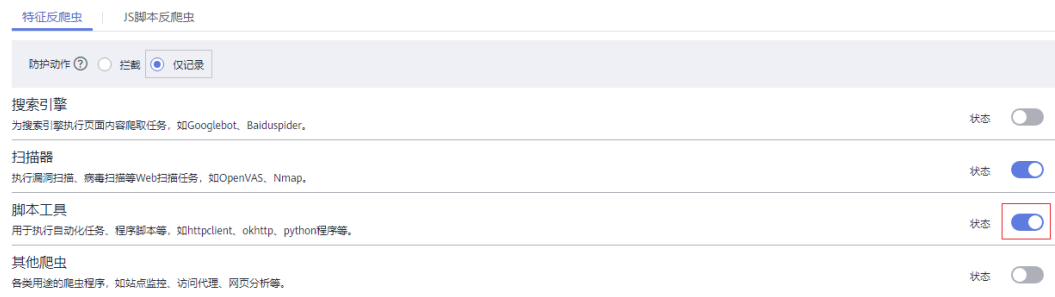 特征反爬虫 JS脚本反爬虫
防护动作 ? 拦截 仅记录
搜索引擎
为搜索引擎执行页面内容爬取任务，如Googlebot、Baiduspider。
状态
扫描器
执行漏洞扫描、病毒扫描等Web扫描任务，如OpenVAS、Nmap。
状态
脚本工具
用于执行自动化任务、程序脚本等，如httpclient、okhttp、python程序等。
状态
其他爬虫
各类用途的爬虫程序，如站点监控、访问代理、网页分析等。
状态